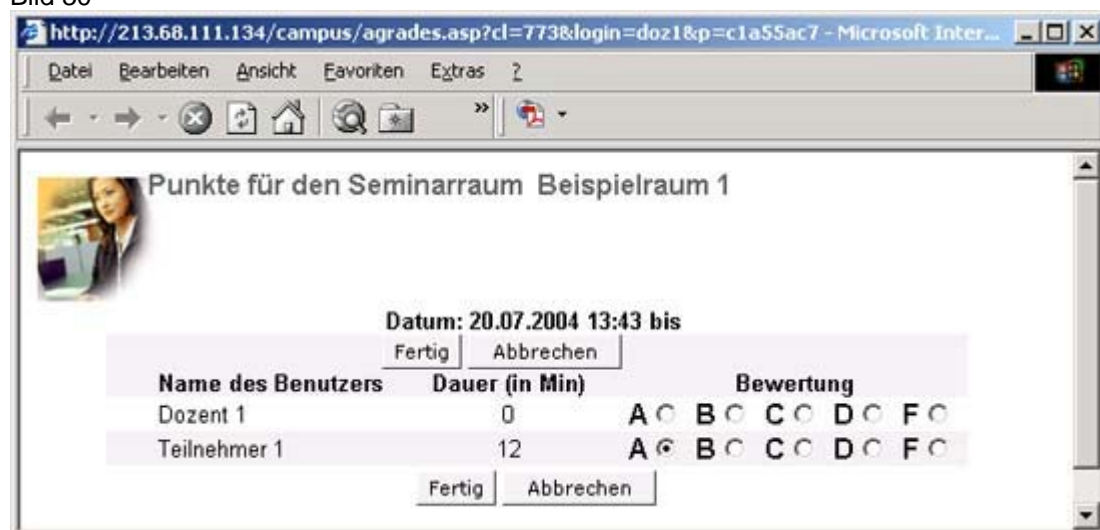 http://213.68.111.134/campus/agrades.asp?cl=773&login=doz1&p=c1a55ac7 - Microsoft Inter...
Datei Bearbeiten Ansicht Favoriten Extras ?
»
Punkte für den Seminarraum Beispielraum 1
Datum: 20.07.2004 13:43 bis
Fertig Abbrechen
Name des Benutzers Dauer (in Min) Bewertung
Dozent 1 0 A B C D F
Teilnehmer 1 12 A B C D F
Fertig Abbrechen